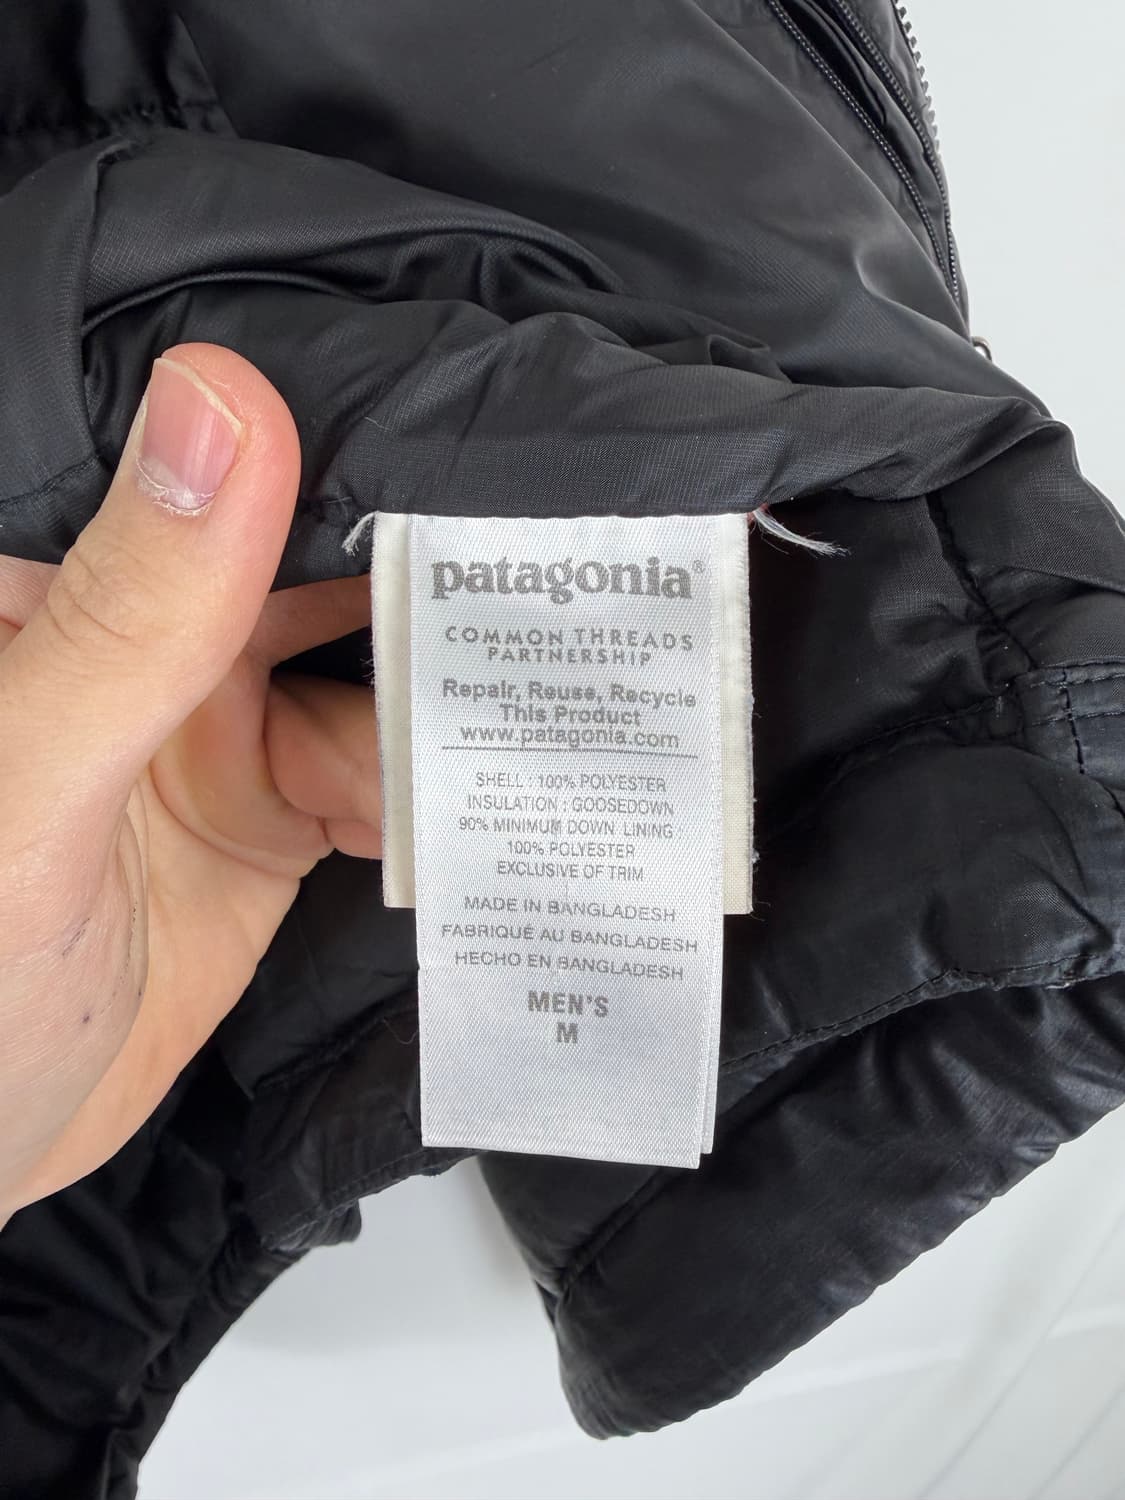 patagonia®
COMMON THREADS
PARTNERSHIP
Repair, Reuse, Recycle
This Product
www.patagonia.com
SHELL : 100% POLYESTER
INSULATION : GOOSEDOWN
90% MINIMUM DOWN LINING :
100% POLYESTER
EXCLUSIVE OF TRIM
MADE IN BANGLADESH
FABRIQUÉ AU BANGLADESH
HECHO EN BANGLADESH
MEN'S
M